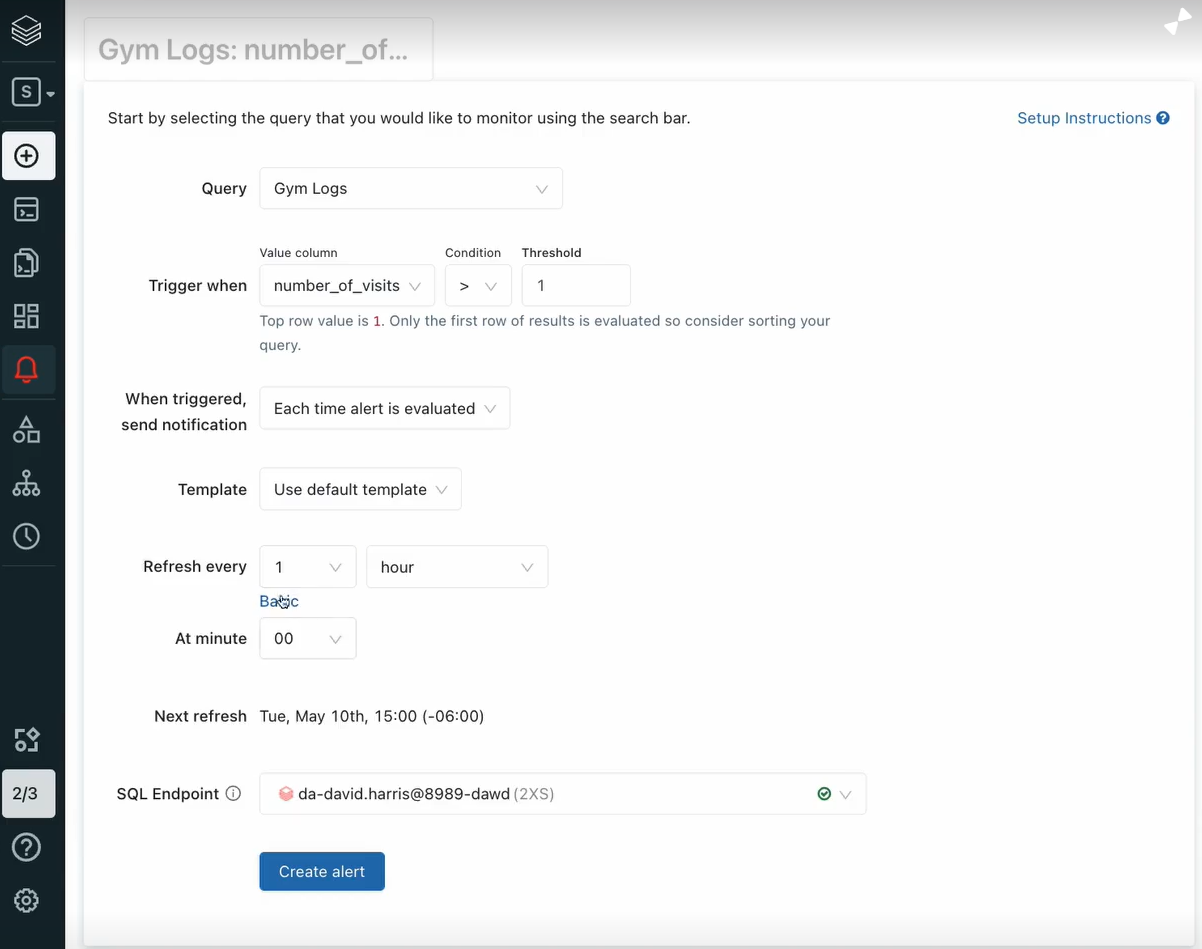 Gym Logs: number_of...
S
Start by selecting the query that you would like to monitor using the search bar.
Setup Instructions ?
Query
Gym Logs
Value column
Condition
Threshold
Trigger when
number_of_visits
>
1
Top row value is 1. Only the first row of results is evaluated so consider sorting your
query.
When triggered,
send notification
Each time alert is evaluated
Template
Use default template
Refresh every
1
hour
Basic
At minute
00
Next refresh
Tue, May 10th, 15:00 (-06:00)
2/3
SQL Endpoint
da-david.harris@8989-dawd (2XS)
?
Create alert